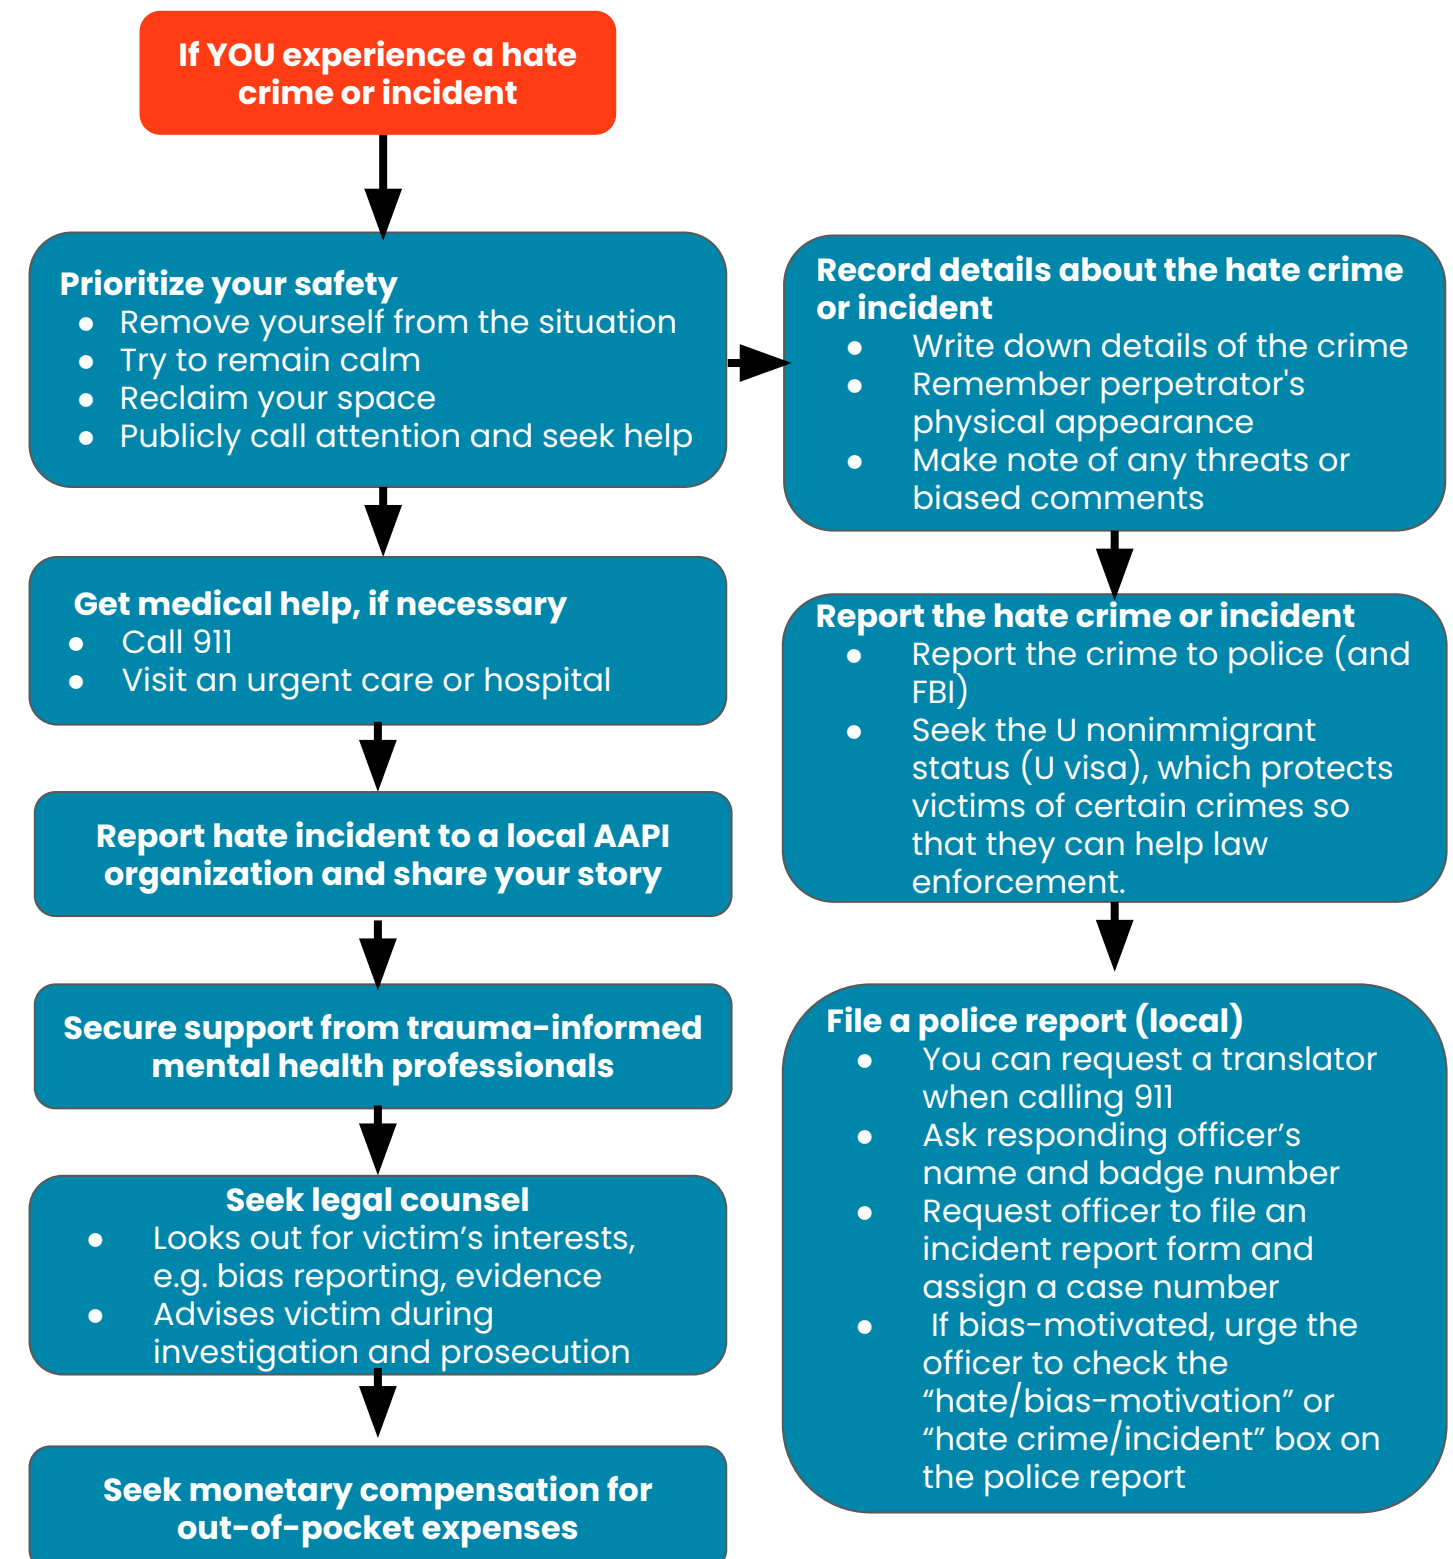 If YOU experience a hate
crime or incident
Prioritize your safety
● Remove yourself from the situation
● Try to remain calm
● Reclaim your space
● Publicly call attention and seek help
Get medical help, if necessary
● Call 911
● Visit an urgent care or hospital
Report hate incident to a local AAPI
organization and share your story
Secure support from trauma-informed
mental health professionals
Seek legal counsel
● Looks out for victim’s interests,
e.g. bias reporting, evidence
● Advises victim during
investigation and prosecution
Seek monetary compensation for
out-of-pocket expenses
Record details about the hate crime
or incident
● Write down details of the crime
● Remember perpetrator's
physical appearance
● Make note of any threats or
biased comments
Report the hate crime or incident
● Report the crime to police (and
FBI)
● Seek the U nonimmigrant
status (U visa), which protects
victims of certain crimes so
that they can help law
enforcement.
File a police report (local)
● You can request a translator
when calling 911
● Ask responding officer’s
name and badge number
● Request officer to file an
incident report form and
assign a case number
● If bias-motivated, urge the
officer to check the
“hate/bias-motivation” or
“hate crime/incident” box on
the police report